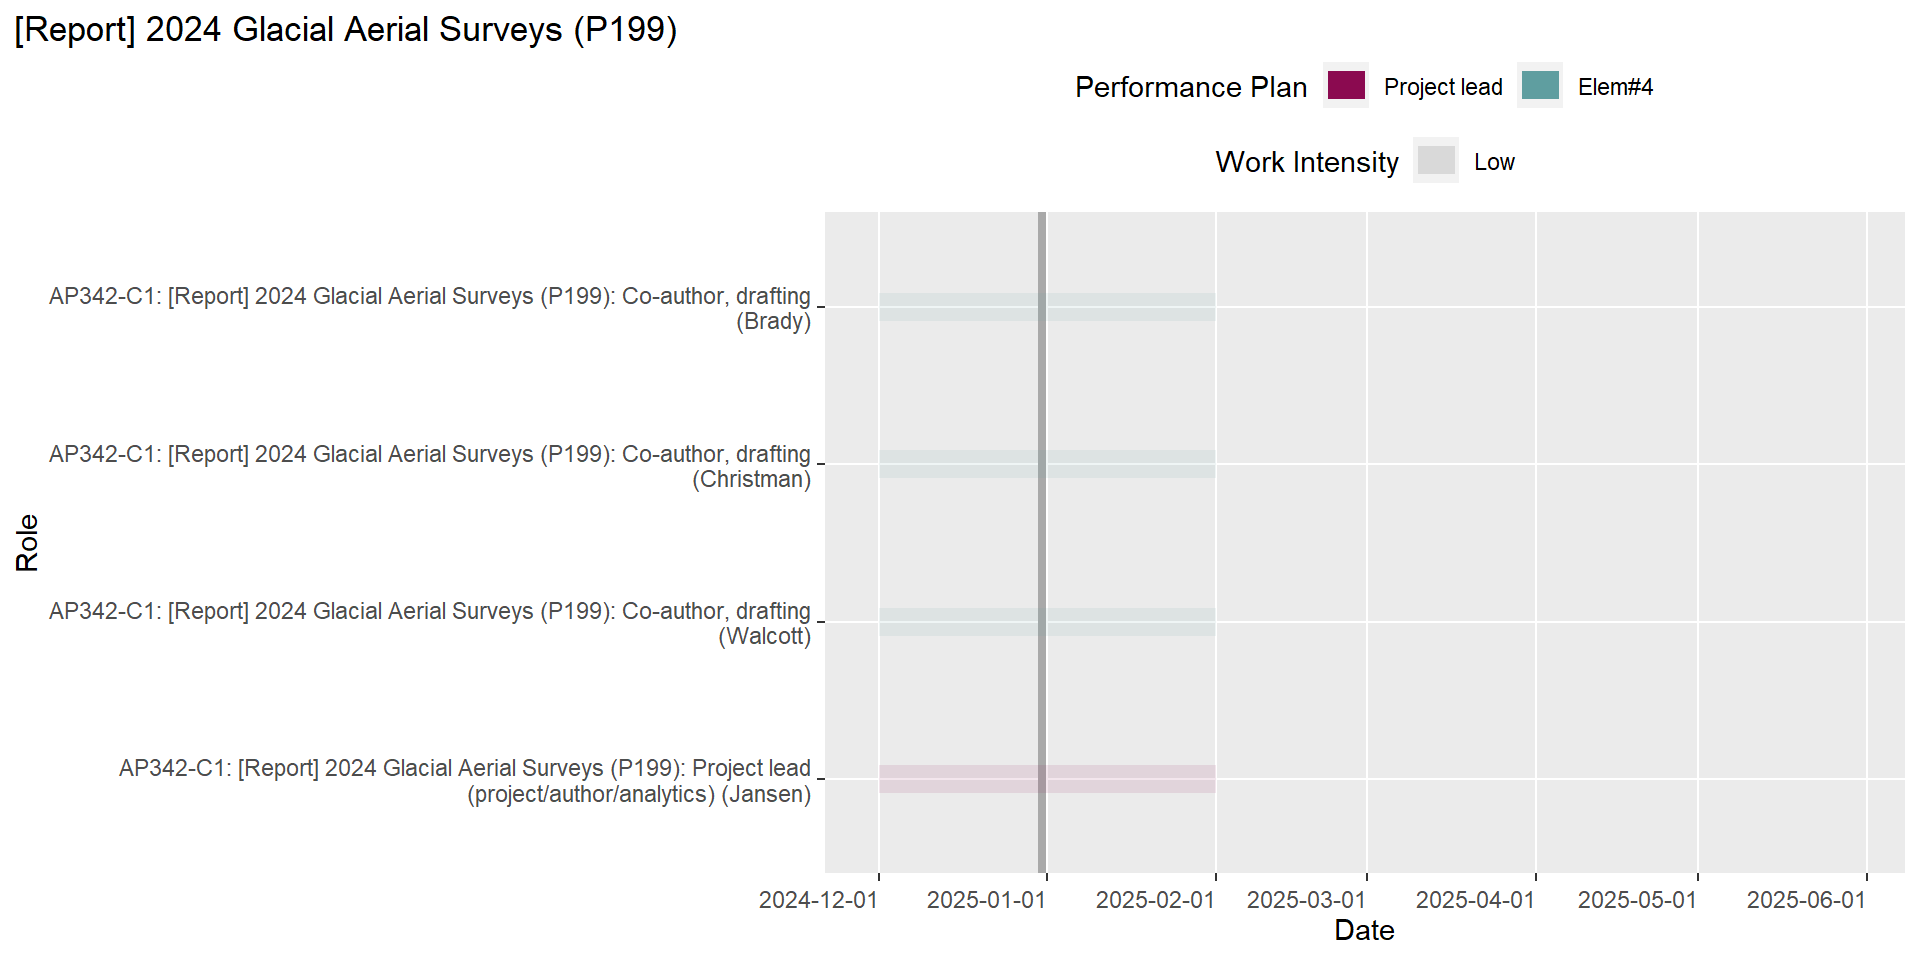 [Report] 2024 Glacial Aerial Surveys (P199)
Performance Plan Project lead Elem#4
Work Intensity Low
AP342-C1: [Report] 2024 Glacial Aerial Surveys (P199): Co-author, drafting
(Brady)
AP342-C1: [Report] 2024 Glacial Aerial Surveys (P199): Co-author, drafting
(Christman)
AP342-C1: [Report] 2024 Glacial Aerial Surveys (P199): Co-author, drafting
(Walcott)
AP342-C1: [Report] 2024 Glacial Aerial Surveys (P199): Project lead
(project/author/analytics) (Jansen)
Role
2024-12-01 2025-01-01 2025-02-01 2025-03-01 2025-04-01 2025-05-01 2025-06-01
Date